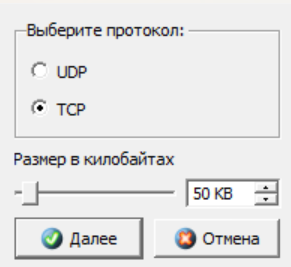 Выберите протокол:
UDP
TCP
Размер в килобайтах
50 KB
Далее
Отмена